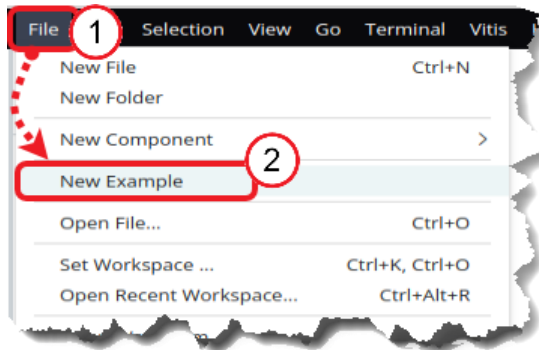 File 1 Selection View Go Terminal Vitis
New File Ctrl+N
New Folder
New Component >
2
New Example
Open File... Ctrl+O
Set Workspace ... Ctrl+K, Ctrl+O
Open Recent Workspace... Ctrl+Alt+R